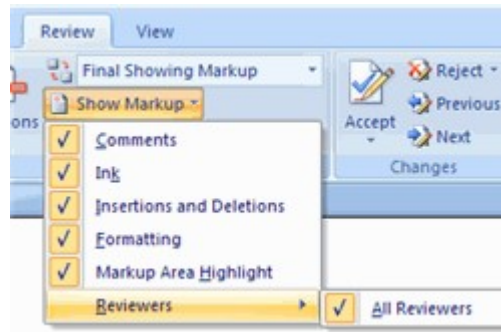 Review View
Final Showing Markup
Show Markup
Reject
Previous
Accept
Next
ons
Changes
Comments
Ink
Insertions and Deletions
Formatting
Markup Area Highlight
Reviewers
All Reviewers